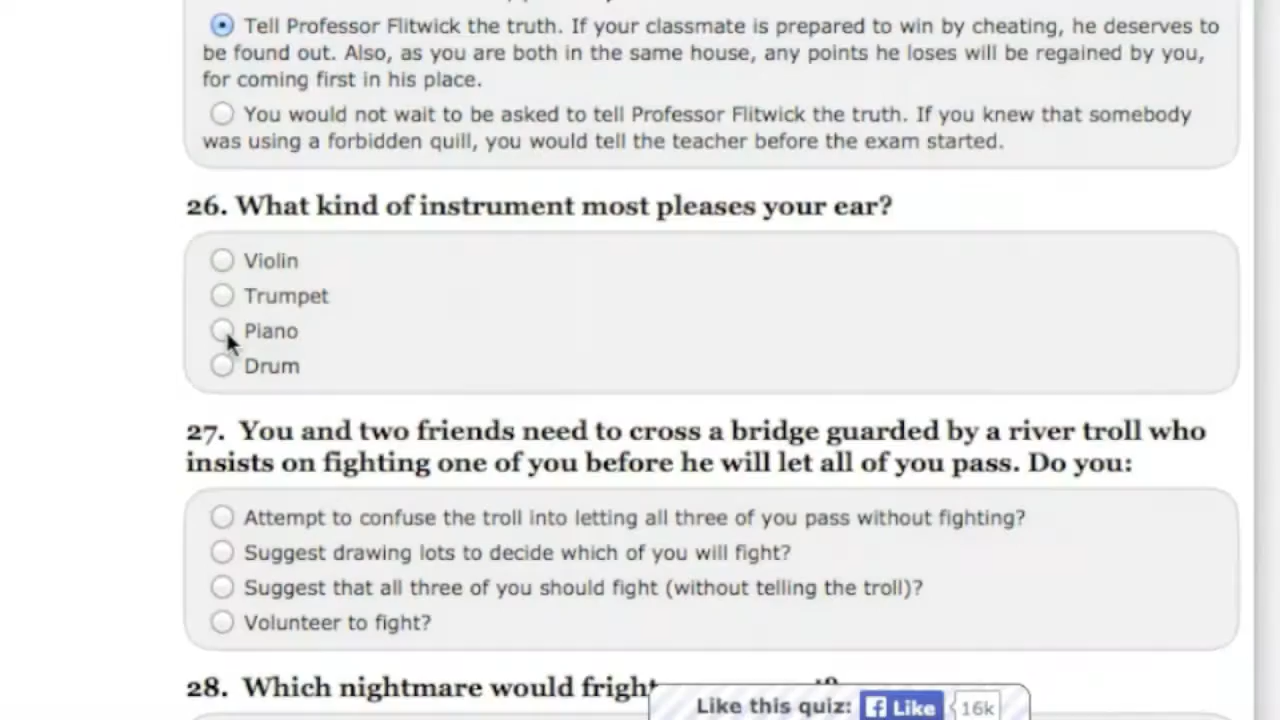 Tell Professor Flitwick the truth. If your classmate is prepared to win by cheating, he deserves to
be found out. Also, as you are both in the same house, any points he loses will be regained by you,
for coming first in his place.
You would not wait to be asked to tell Professor Flitwick the truth. If you knew that somebody
was using a forbidden quill, you would tell the teacher before the exam started.
26. What kind of instrument most pleases your ear?
Violin
Trumpet
Piano
Drum
27. You and two friends need to cross a bridge guarded by a river troll who
insists on fighting one of you before he will let all of you pass. Do you:
Attempt to confuse the troll into letting all three of you pass without fighting?
Suggest drawing lots to decide which of you will fight?
Suggest that all three of you should fight (without telling the troll)?
Volunteer to fight?
28. Which nightmare would
Like this quiz: Like 16k